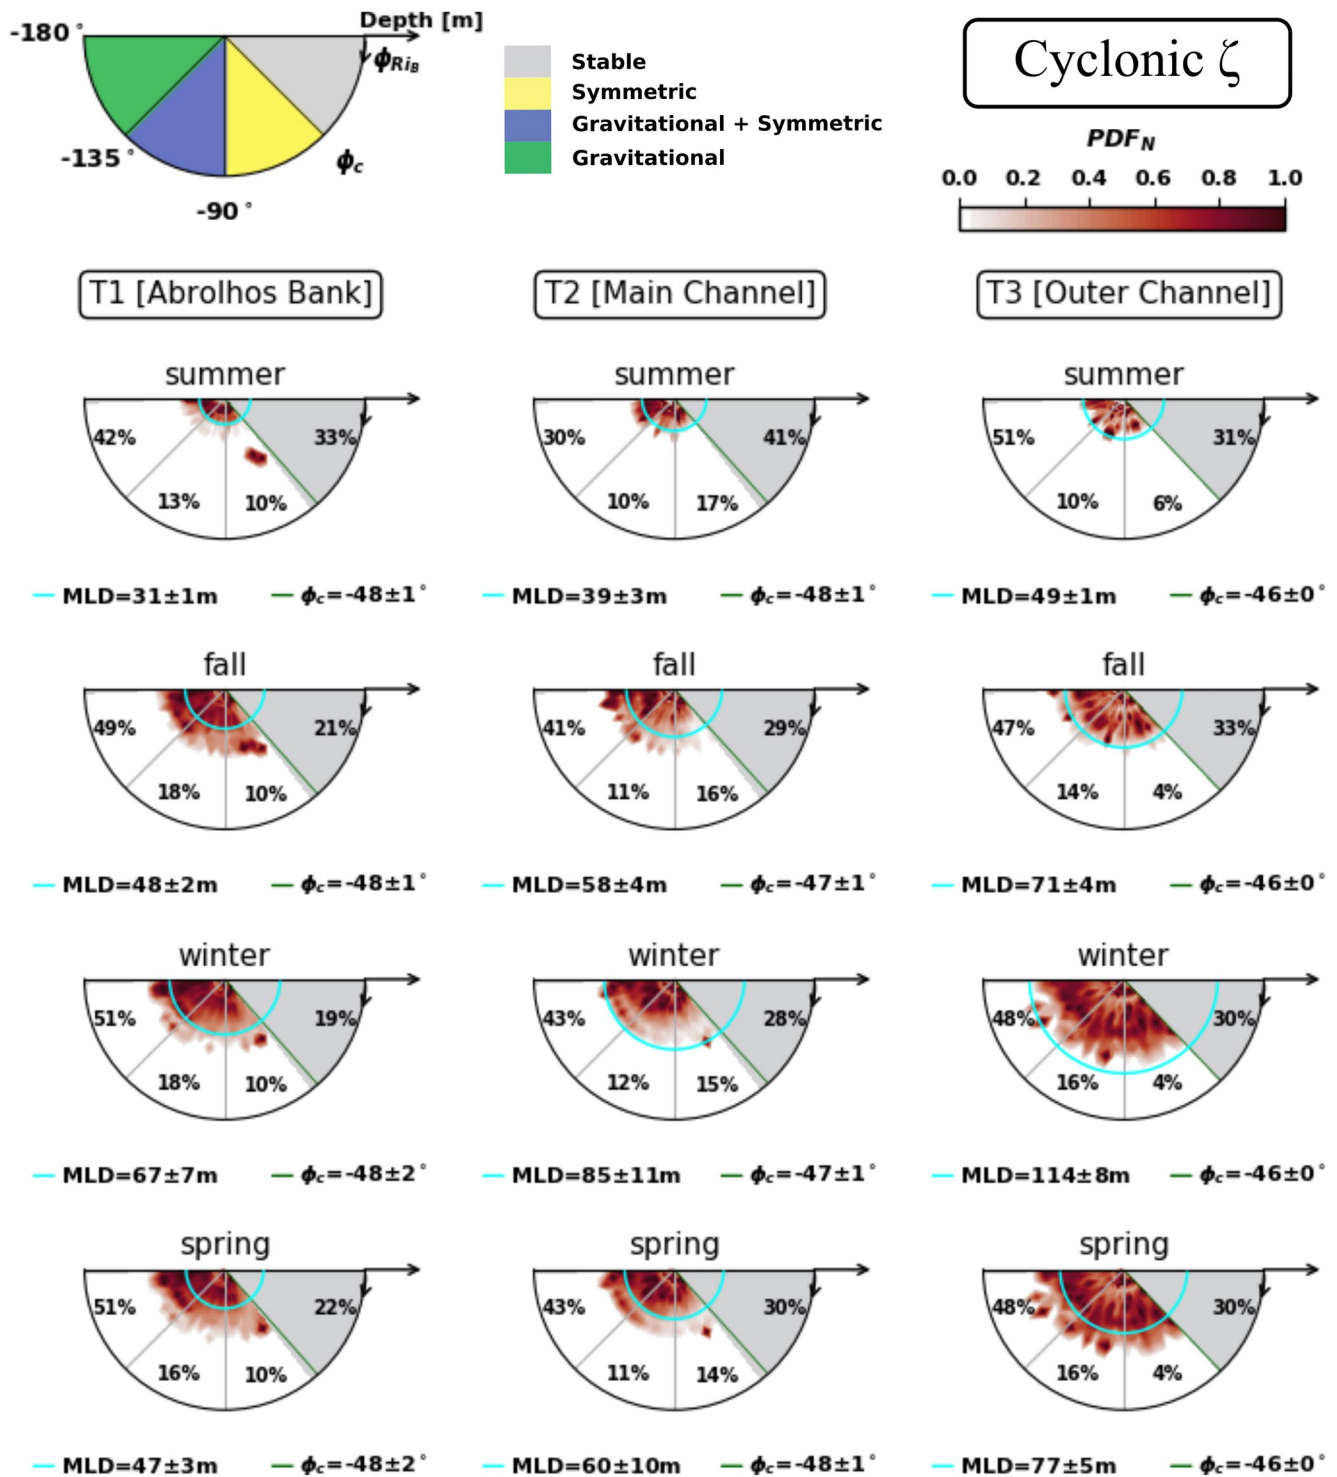 Depth [m]
-180°
ϕRiB
-135°
ϕc
-90°
Stable
Symmetric
Gravitational + Symmetric
Gravitational
Cyclonic ζ
PDFN
0.0 0.2 0.4 0.6 0.8 1.0
T1 [Abrolhos Bank] T2 [Main Channel] T3 [Outer Channel]
summer summer summer
42% 33% 30% 41% 51% 31%
13% 10% 10% 17% 10% 6%
MLD=31±1m ϕc=-48±1° MLD=39±3m ϕc=-48±1° MLD=49±1m ϕc=-46±0°
fall fall fall
49% 21% 41% 29% 47% 33%
18% 10% 11% 16% 14% 4%
MLD=48±2m ϕc=-48±1° MLD=58±4m ϕc=-47±1° MLD=71±4m ϕc=-46±0°
winter winter winter
51% 19% 43% 28% 48% 30%
18% 10% 12% 15% 16% 4%
MLD=67±7m ϕc=-48±2° MLD=85±11m ϕc=-47±1° MLD=114±8m ϕc=-46±0°
spring spring spring
51% 22% 43% 30% 48% 30%
16% 10% 11% 14% 16% 4%
MLD=47±3m ϕc=-48±2° MLD=60±10m ϕc=-48±1° MLD=77±5m ϕc=-46±0°